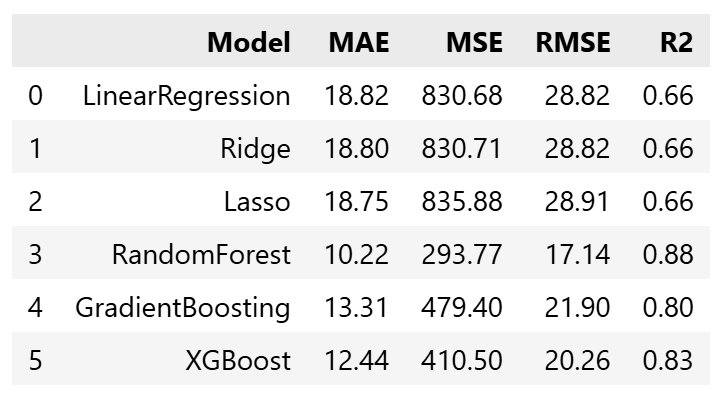 Model MAE MSE RMSE R2
0 LinearRegression 18.82 830.68 28.82 0.66
1 Ridge 18.80 830.71 28.82 0.66
2 Lasso 18.75 835.88 28.91 0.66
3 RandomForest 10.22 293.77 17.14 0.88
4 GradientBoosting 13.31 479.40 21.90 0.80
5 XGBoost 12.44 410.50 20.26 0.83